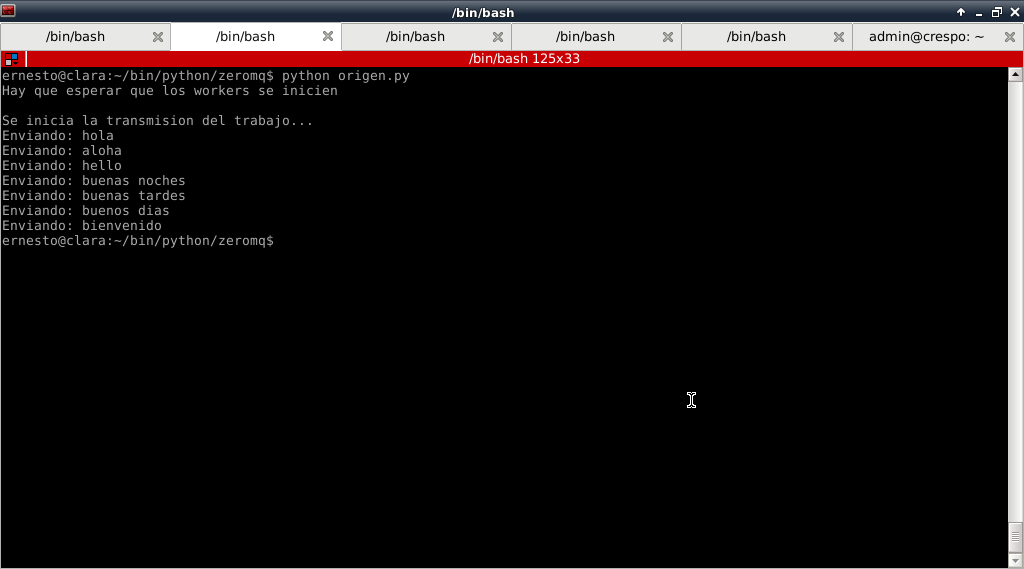 /bin/bash
/bin/bash
/bin/bash
/bin/bash
/bin/bash
/bin/bash
admin@crespo: ~
/bin/bash 125x33
ernesto@clara:~/bin/python/zeromq$ python origen.py
Hay que esperar que los workers se inicien
Se inicia la transmision del trabajo...
Enviando: hola
Enviando: aloha
Enviando: hello
Enviando: buenas noches
Enviando: buenas tardes
Enviando: buenos dias
Enviando: bienvenido
ernesto@clara:~/bin/python/zeromq$